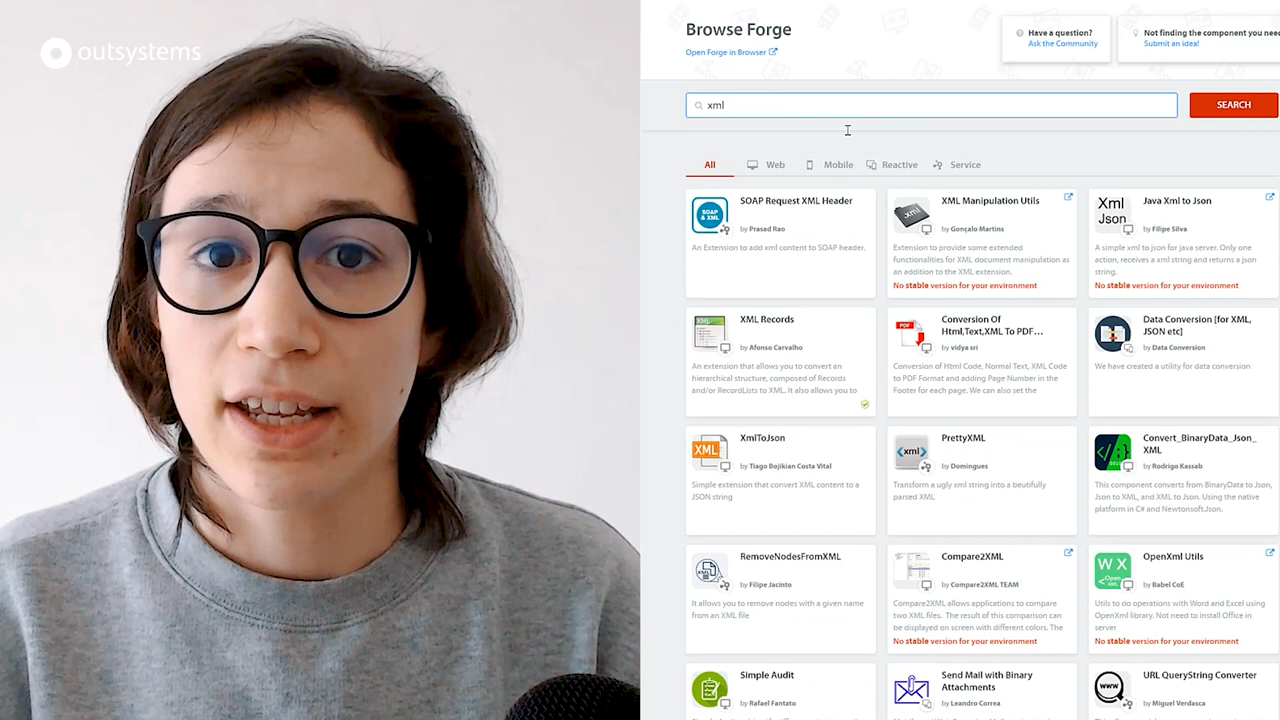 outsystems
Browse Forge
Open Forge in Browser
Have a question?
Ask the Community
Not finding the component you need
Submit an idea!
xml
SEARCH
All
Web
Mobile
Reactive
Service
SOAP & XML
SOAP Request XML Header
by Prasad Rao
An Extension to add xml content to SOAP header.
.xml
XML Manipulation Utils
by Gonçalo Martins
Extension to provide some extended
functionalities for XML document manipulation as
an addition to the XML extension.
No stable version for your environment
Xml
Json
Java Xml to Json
by Filipe Silva
A simple xml to json for java server. Only one
action, receives a xml string and returns a json
string.
No stable version for your environment
XML
XML Records
by Afonso Carvalho
An extension that allows you to convert an
hierarchical structure, composed of Records
and/or RecordLists to XML. It also allows you to
PDF
Conversion Of
Html,Text,XML To PDF...
by vidya sri
Conversion of Html Code, Normal Text, XML Code
to PDF Format and adding Page Number in the
Footer for each page. We can also set the
Data Conversion [for XML,
JSON etc]
by Data Conversion
We have created a utility for data conversion
XML
XmlToJson
by Tiago Bojikian Costa Vital
Simple extension that convert XML content to a
JSON string
<xml>
PrettyXML
by Domingues
Transform a ugly xml string into a beutifully
parsed XML
Convert_BinaryData_Json_
XML
by Rodrigo Kassab
This component converts from BinaryData to Json,
Json to XML, and XML to Json. Using the native
platform in C# and Newtonsoft.Json.
RemoveNodesFromXML
by Filipe Jacinto
It allows you to remove nodes with a given name
from an XML file
Compare2XML
by Compare2XML TEAM
Compare2XML allows applications to compare
two XML files. The result of this comparison can
be displayed on screen with different colors. The
No stable version for your environment
W X
OpenXml Utils
by Babel CoE
Utils to do operations with Word and Excel using
OpenXml library. Not need to install Office in
server
No stable version for your environment
Simple Audit
by Rafael Fantato
Send Mail with Binary
Attachments
by Leandro Correa
www
URL QueryString Converter
by Miguel Verdasca